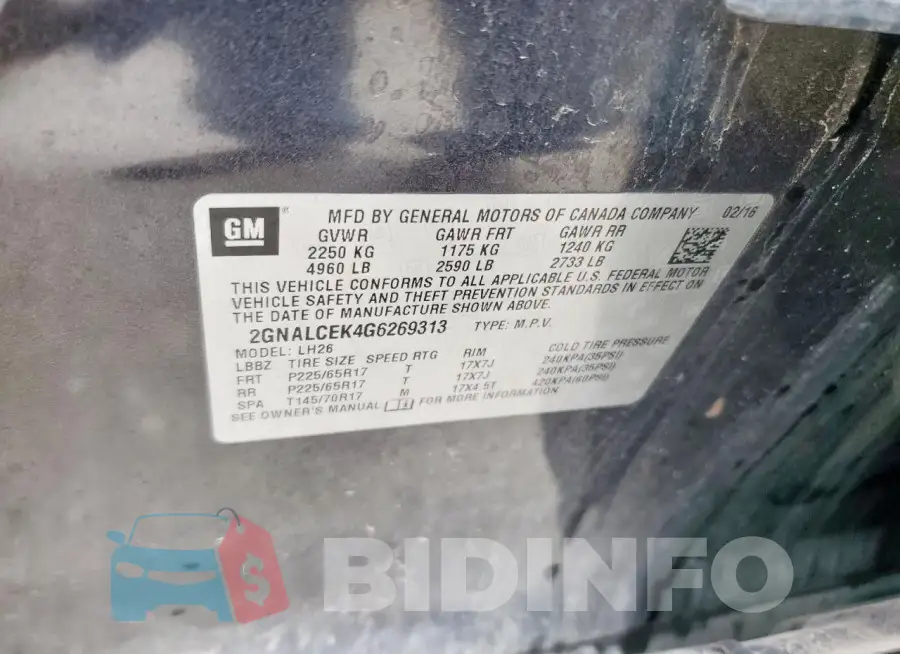 GM MFD BY GENERAL MOTORS OF CANADA COMPANY 02/16
GVWR GAWR FRT GAWR RR
2250 KG 1175 KG 1240 KG
4960 LB 2590 LB 2733 LB
THIS VEHICLE CONFORMS TO ALL APPLICABLE U.S. FEDERAL MOTOR
VEHICLE SAFETY AND THEFT PREVENTION STANDARDS IN EFFECT ON
THE DATE OF MANUFACTURE SHOWN ABOVE.
2GNALCEK4G6269313 TYPE: M.P.V.
MODEL: LH26
LBBZ TIRE SIZE SPEED RTG RIM COLD TIRE PRESSURE
FRT P225/65R17 T 17X7J 240KPA(35PSI)
RR P225/65R17 T 17X7J 240KPA(35PSI)
SPA T145/70R17 M 17X4.5T 420KPA(60PSI)
SEE OWNER'S MANUAL FOR MORE INFORMATION
$ BIDINFO